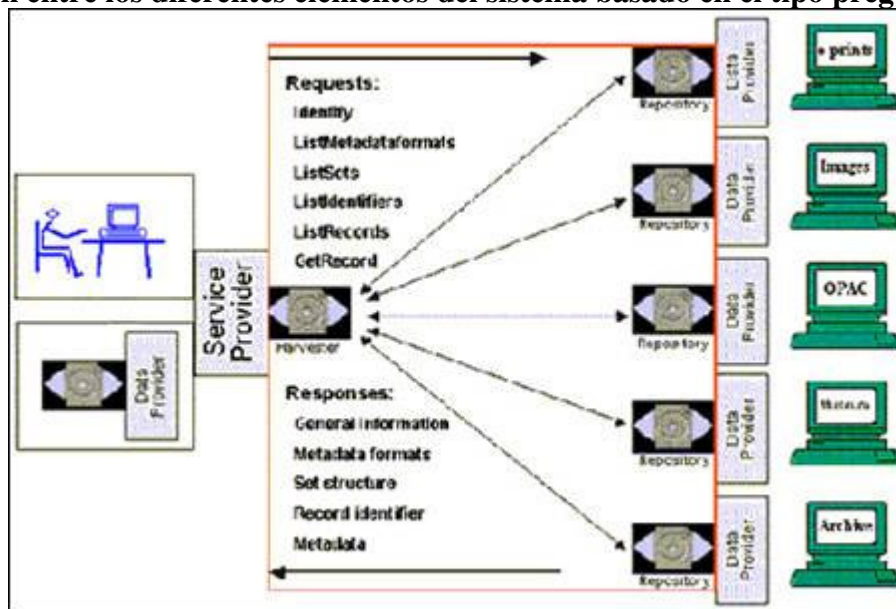 entre los diferentes elementos del sistema basado en el tipo
Requests:
Identify
ListMetadataformats
ListSets
ListIdentifiers
ListRecords
GetRecord
Service
Provider
Harvester
Data
Provider
Responses:
General information
Metadata formats
Set structure
Record identifier
Metadata
Repository
Data
Provider
e prints
Repository
Data
Provider
Images
Repository
Data
Provider
OPAC
Repository
Data
Provider
Repository
Data
Provider
Archive